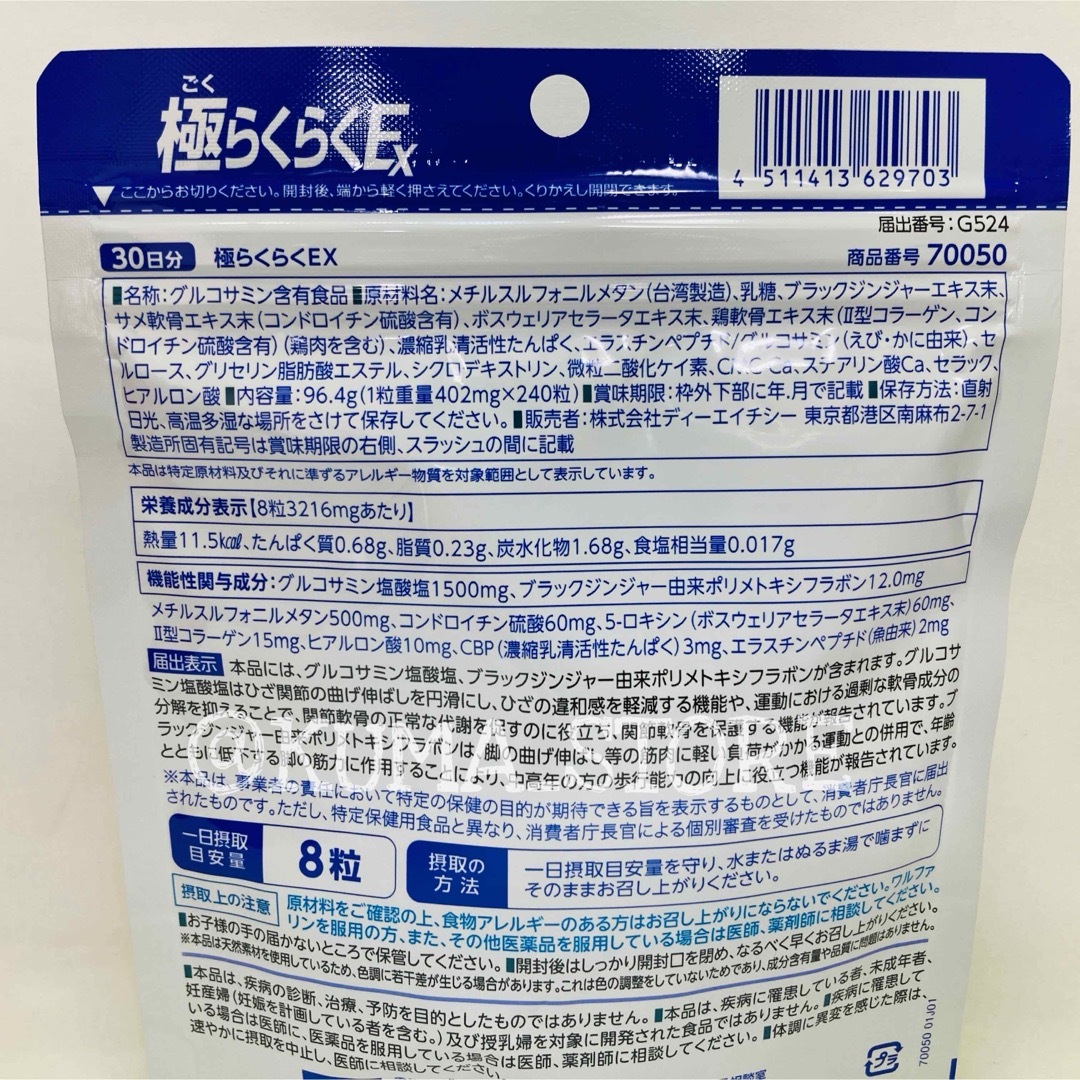 ごく
極らくらくEx
▼ここからお切りください。開封後、端から軽く押さえてください。くりかえし開閉できます。
4 511413 629703
届出番号:G524
30日分 極らくらくEX
商品番号 70050
■名称:グルコサミン含有食品■原材料名:メチルスルフォニルメタン(台湾製造)、乳糖、ブラックジンジャーエキス末、
サメ軟骨エキス末(コンドロイチン硫酸含有)、ボスウェリアセラータエキス末、鶏軟骨エキス末(Ⅱ型コラーゲン、コン
ドロイチン硫酸含有)(鶏肉を含む)、濃縮乳清活性たんぱく、エラスチンペプチド/グルコサミン(えび・かに由来)、セ
ルロース、グリセリン脂肪酸エステル、シクロデキストリン、微粒二酸化ケイ素、CMC-Ca、ステアリン酸Ca、セラック、
ヒアルロン酸■内容量:96.4g(1粒重量402mg×240粒)■賞味期限:枠外下部に年.月で記載■保存方法:直射
日光、高温多湿な場所をさけて保存してください。■販売者:株式会社ディーエイチシー 東京都港区南麻布2-7-1
製造所固有記号は賞味期限の右側、スラッシュの間に記載
本品は特定原材料及びそれに準ずるアレルギー物質を対象範囲として表示しています。
栄養成分表示【8粒3216mgあたり】
熱量11.5kcal、たんぱく質0.68g、脂質0.23g、炭水化物1.68g、食塩相当量0.017g
機能性関与成分:グルコサミン塩酸塩1500mg、ブラックジンジャー由来ポリメトキシフラボン12.0mg
メチルスルフォニルメタン500mg、コンドロイチン硫酸60mg、5-ロキシン(ボスウェリアセラータエキス末)60mg、
Ⅱ型コラーゲン15mg、ヒアルロン酸10mg、CBP(濃縮乳清活性たんぱく)3mg、エラスチンペプチド(魚由来)2mg
届出表示 本品には、グルコサミン塩酸塩、ブラックジンジャー由来ポリメトキシフラボンが含まれます。グルコサ
ミン塩酸塩はひざ関節の曲げ伸ばしを円滑にし、ひざの違和感を軽減する機能や、運動における過剰な軟骨成分の
分解を抑えることで、関節軟骨の正常な代謝を促すのに役立ち、関節軟骨を保護する機能が報告されています。ブ
ラックジンジャー由来ポリメトキシフラボンは、脚の曲げ伸ばし等の筋肉に軽い負荷がかかる運動との併用で、年齢
とともに低下する脚の筋力に作用することにより、中高年の方の歩行能力の向上に役立つ機能が報告されています。
@KUMA STORE
※本品は、事業者の責任において特定の保健の目的が期待できる旨を表示するものとして、消費者庁長官に届出
されたものです。ただし、特定保健用食品と異なり、消費者庁長官による個別審査を受けたものではありません。
一日摂取
目安量
8粒
摂取の
方法
一日摂取目安量を守り、水またはぬるま湯で噛まずに
そのままお召し上がりください。
摂取上の注意
原材料をご確認の上、食物アレルギーのある方はお召し上がりにならないでください。ワルファ
リンを服用の方、また、その他医薬品を服用している場合は医師、薬剤師に相談してください。
■お子様の手の届かないところで保管してください。■開封後はしっかり開封口を閉め、なるべく早くお召し上がりください。
※本品は天然素材を使用しているため、色調に若干差が生じる場合があります。これは色の調整をしていないためであり、成分含有量や品質に問題はありません。
■本品は、疾病の診断、治療、予防を目的としたものではありません。■本品は、疾病に罹患している者、未成年者、
妊産婦(妊娠を計画している者を含む。)及び授乳婦を対象に開発された食品ではありません。■疾病に罹患して
いる場合は医師に、医薬品を服用している場合は医師、薬剤師に相談してください。■体調に異変を感じた際は、
速やかに摂取を中止し、医師に相談してください。
プラ
70050 01J01